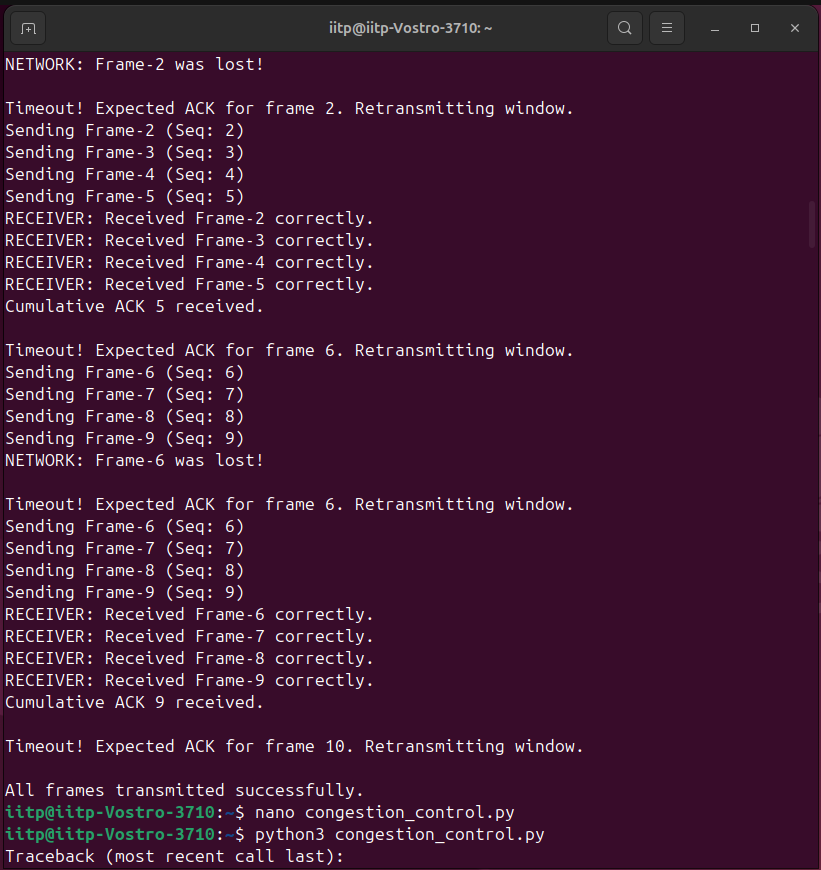 iitp@iitp-Vostro-3710: ~
NETWORK: Frame-2 was lost!
Timeout! Expected ACK for frame 2. Retransmitting window.
Sending Frame-2 (Seq: 2)
Sending Frame-3 (Seq: 3)
Sending Frame-4 (Seq: 4)
Sending Frame-5 (Seq: 5)
RECEIVER: Received Frame-2 correctly.
RECEIVER: Received Frame-3 correctly.
RECEIVER: Received Frame-4 correctly.
RECEIVER: Received Frame-5 correctly.
Cumulative ACK 5 received.
Timeout! Expected ACK for frame 6. Retransmitting window.
Sending Frame-6 (Seq: 6)
Sending Frame-7 (Seq: 7)
Sending Frame-8 (Seq: 8)
Sending Frame-9 (Seq: 9)
NETWORK: Frame-6 was lost!
Timeout! Expected ACK for frame 6. Retransmitting window.
Sending Frame-6 (Seq: 6)
Sending Frame-7 (Seq: 7)
Sending Frame-8 (Seq: 8)
Sending Frame-9 (Seq: 9)
RECEIVER: Received Frame-6 correctly.
RECEIVER: Received Frame-7 correctly.
RECEIVER: Received Frame-8 correctly.
RECEIVER: Received Frame-9 correctly.
Cumulative ACK 9 received.
Timeout! Expected ACK for frame 10. Retransmitting window.
All frames transmitted successfully.
iitp@iitp-Vostro-3710:~$ nano congestion_control.py
iitp@iitp-Vostro-3710:~$ python3 congestion_control.py
Traceback (most recent call last):